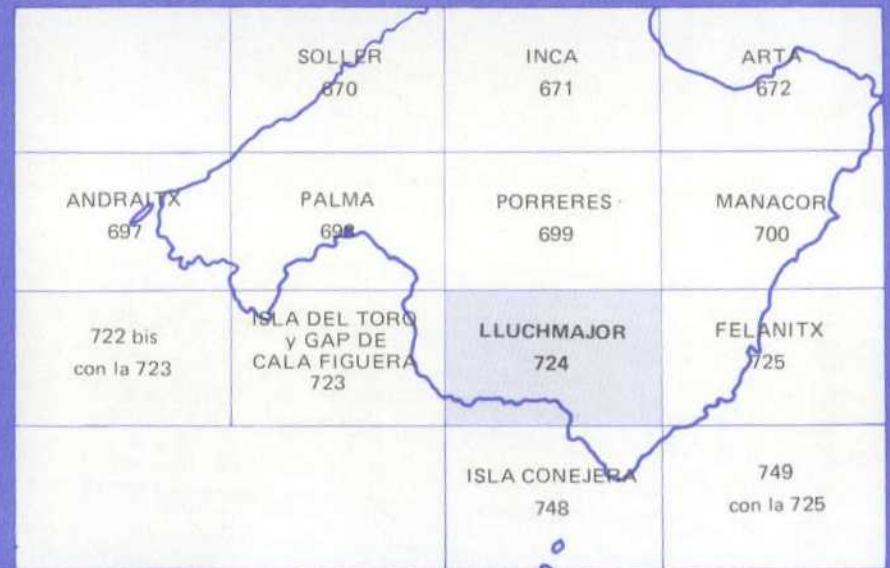 SOLLER
670
INCA
671
ARTA
672
ANDRAITX
697
PALMA
698
PORRERES
699
MANACOR
700
722 bis
con la 723
ISLA DEL TORO
y GAP DE
CALA FIGUERA
723
LLUCHMAJOR
724
FELANITX
725
ISLA CONEJERA
748
749
con la 725